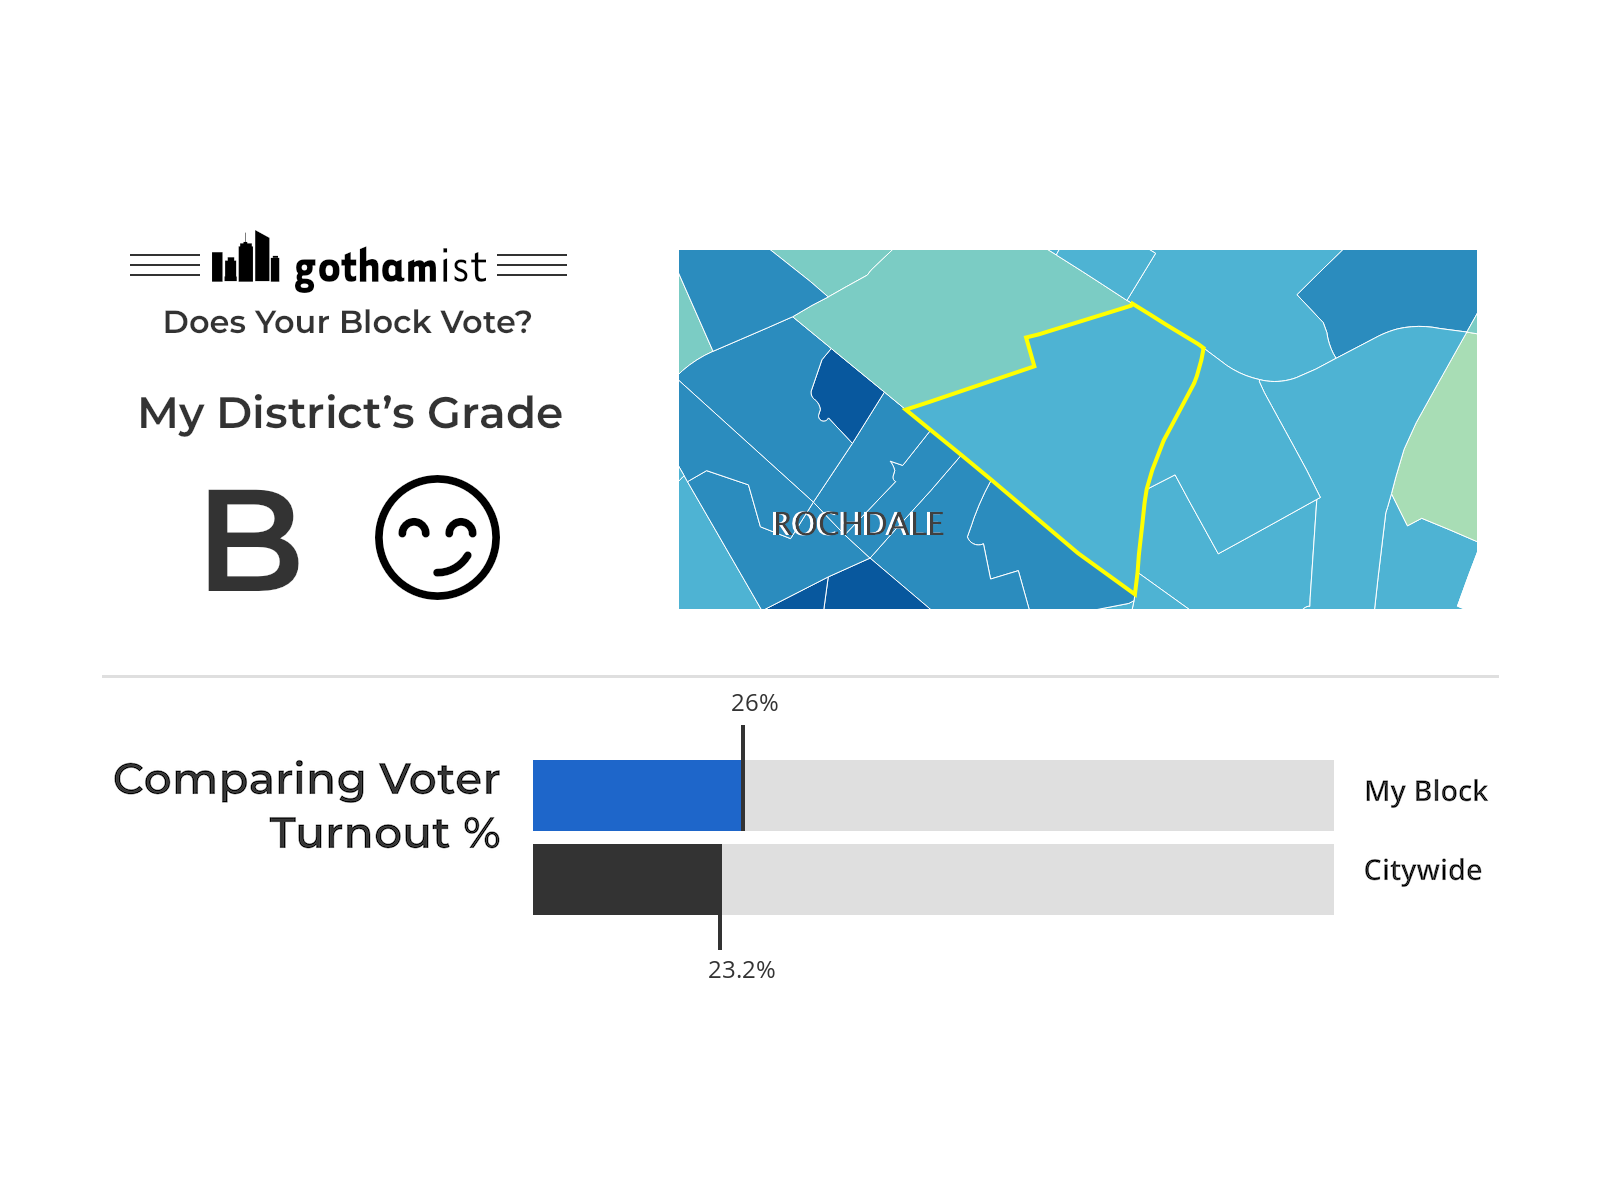 gothamist
Does Your Block Vote?
My District’s Grade
B
ROCHDALE
26%
Comparing Voter
Turnout %
My Block
Citywide
23.2%